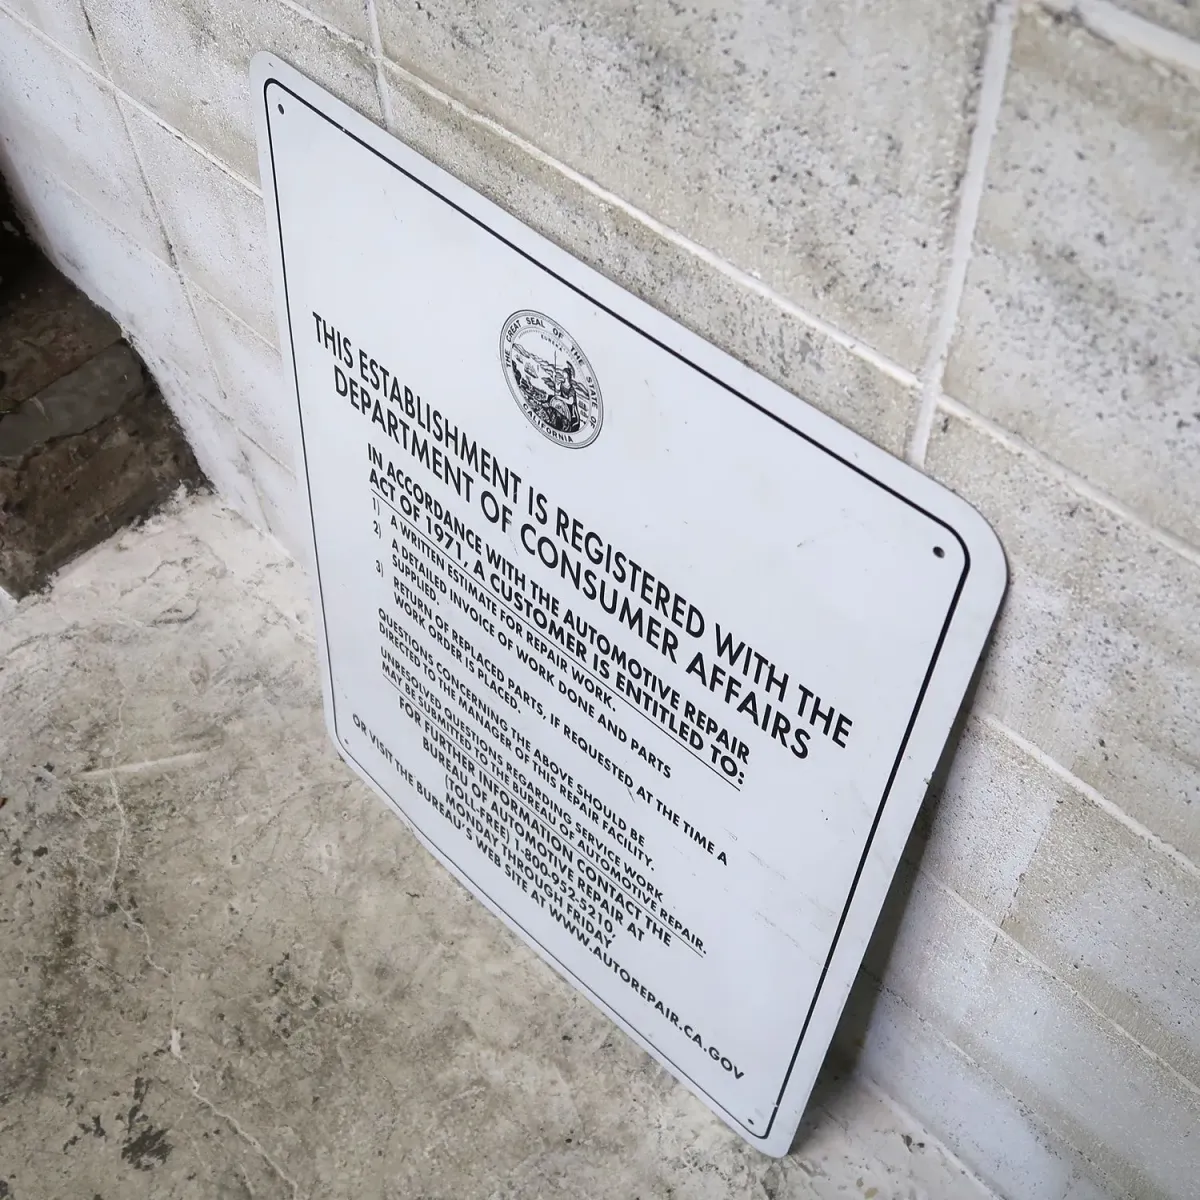 THE GREAT SEAL OF THE STATE OF CALIFORNIA
THIS ESTABLISHMENT IS REGISTERED WITH THE
DEPARTMENT OF CONSUMER AFFAIRS
IN ACCORDANCE WITH THE AUTOMOTIVE REPAIR
ACT OF 1971, A CUSTOMER IS ENTITLED TO:
1) A WRITTEN ESTIMATE FOR REPAIR WORK.
2) A DETAILED INVOICE OF WORK DONE AND PARTS
SUPPLIED.
3) RETURN OF REPLACED PARTS, IF REQUESTED AT THE TIME A
WORK ORDER IS PLACED.
QUESTIONS CONCERNING THE ABOVE SHOULD BE
DIRECTED TO THE MANAGER OF THIS REPAIR FACILITY.
UNRESOLVED QUESTIONS REGARDING SERVICE WORK
MAY BE SUBMITTED TO THE BUREAU OF AUTOMOTIVE REPAIR.
FOR FURTHER INFORMATION CONTACT THE
BUREAU OF AUTOMOTIVE REPAIR AT
(TOLL-FREE) 1-800-952-5210,
MONDAY THROUGH FRIDAY
OR VISIT THE BUREAU'S WEB SITE AT WWW.AUTOREPAIR.CA.GOV